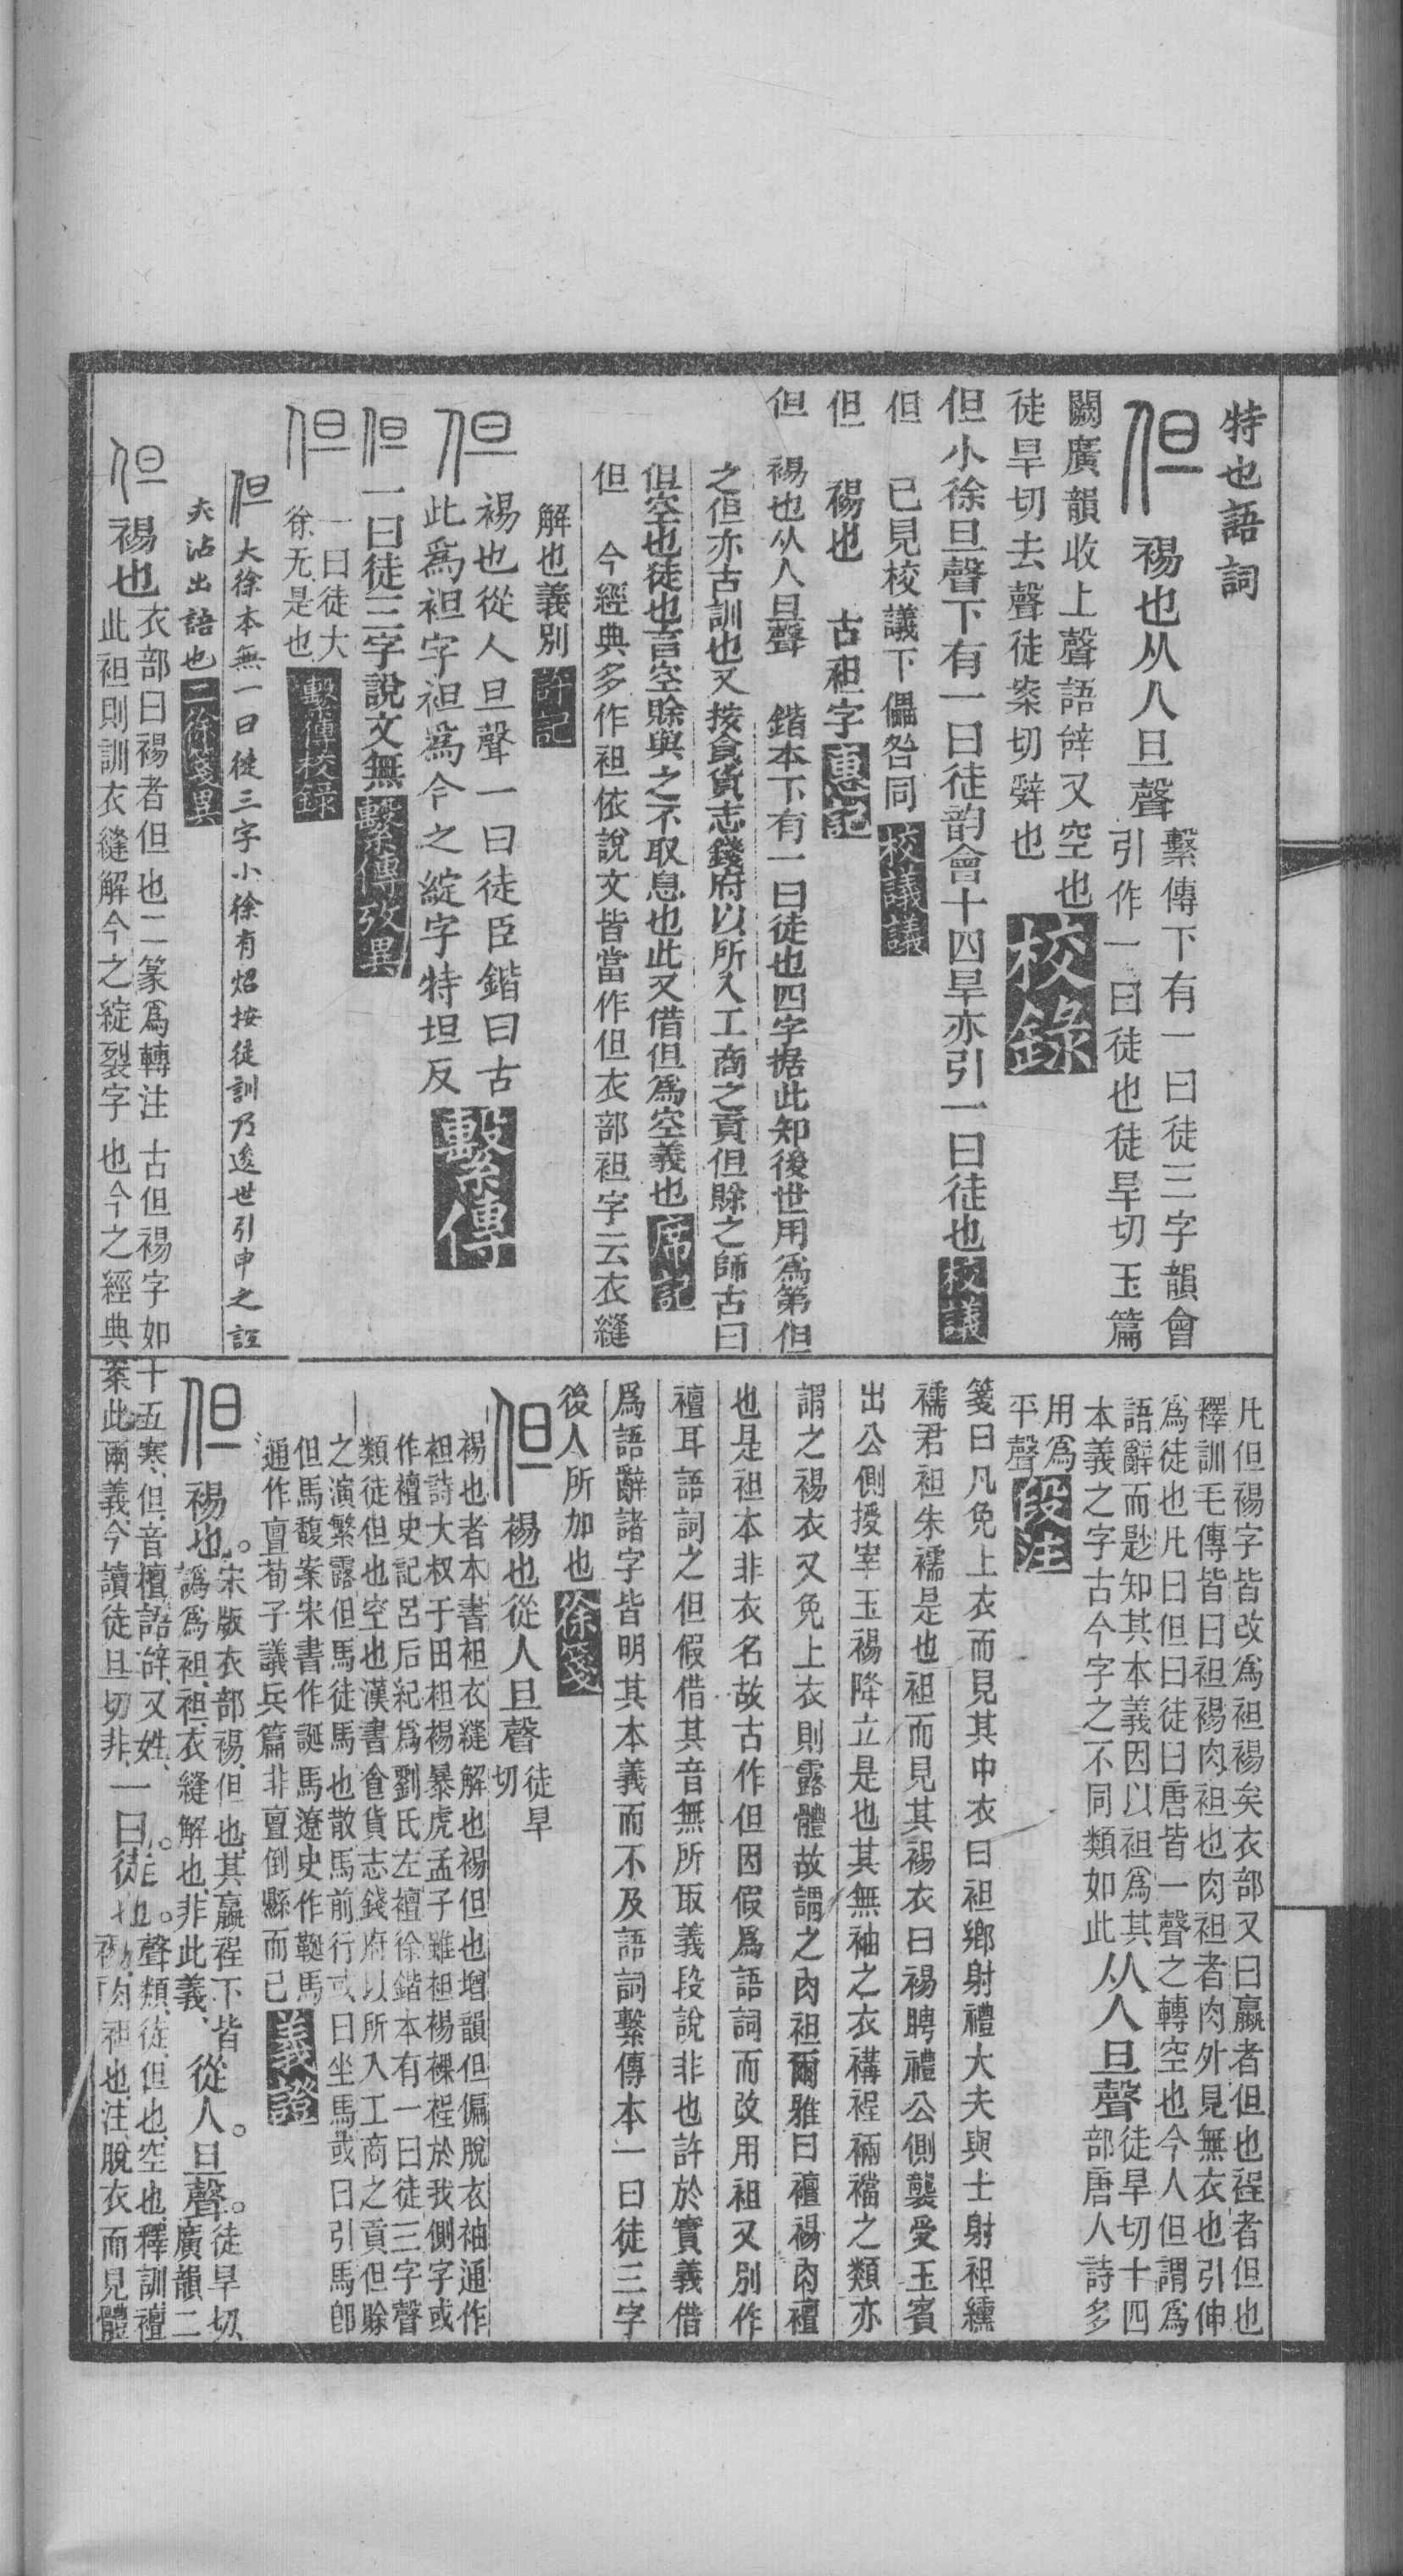 特也語詞
但 裼也从人旦聲 繫傳下有一曰徒三字韻會
引作一曰徒也徒旱切玉篇
闕廣韻收上聲語辝又空也
徒旱切去聲徒案切辤也 校錄
但小徐旦聲下有一曰徒韵會十四旱亦引一曰徒也 校議
但 已見校議下儡咎同 校議議
但 裼也 古袒字 惠記
但 裼也从人旦聲 鍇本下有一曰徒也四字据此知後世用爲第但
之但亦古訓也又按食貨志錢府以所入工商之貢但賒之師古曰
但空也徒也言空賒與之不取息也此又借但爲空義也 席記
但 今經典多作袒依說文皆當作但衣部袒字云衣縫
解也義別 許記
但 裼也從人旦聲一曰徒臣鍇曰古
此爲袒字袒爲今之綻字特坦反 繫傳
但 一曰徒三字說文無 繫傳攷異
但 一曰徒大
徐无是也 繫傳校錄
但 大徐本無一曰徒三字小徐有炤按徒訓乃後世引申之誼
夫沾出語也 二徐箋異
但 裼也 衣部曰裼者但也二篆爲轉注 古但裼字如
此袒則訓衣縫解今之綻裂字 也今之經典
凡但裼字皆改爲袒裼矣衣部又曰臝者但也裎者但也
釋訓毛傳皆曰袒裼肉袒也肉袒者肉外見無衣也引伸
爲徒也凡曰但曰徒曰唐皆一聲之轉空也今人但謂爲
語辭而尟知其本義因以袒爲其
本義之字古今字之不同類如此 从人旦聲 徒旱切十四
部唐人詩多
用爲
平聲 段注
箋曰凡免上衣而見其中衣曰袒鄉射禮大夫與士射袒纁
襦君袒朱襦是也袒而見其裼衣曰裼聘禮公側襲受玉賓
出公側授宰玉裼降立是也其無袖之衣褠裎裲襠之類亦
謂之裼衣又免上衣則露體故謂之肉袒爾雅曰襢裼肉襢
也是袒本非衣名故古作但因假爲語詞而改用袒又別作
襢耳語詞之但假借其音無所取義段說非也許於實義借
爲語辭諸字皆明其本義而不及語詞繫傳本一曰徒三字
後人所加也 徐箋
但 裼也從人旦聲 徒旱
切
裼也者本書袒衣縫解也裼但也增韻但偏脫衣袖通作
袒詩大叔于田袒裼暴虎孟子雖袒裼裸裎於我側字或
作襢史記呂后紀爲劉氏左襢徐鍇本有一曰徒三字聲
類徒但也空也漢書食貨志錢府以所入工商之貢但賒
之演繁露但馬徒馬也散馬前行或曰坐馬或曰引馬卽
但馬馥案宋書作誕馬遼史作䩥馬
通作亶荀子議兵篇非亶倒縣而已 義證
但 裼也。宋版衣部裼、但也、其臝裎下皆
譌爲袒、袒、衣縫解也、非此義、 從人。旦聲。徒旱切、
廣韻二
十五寒、但、音檀、語辝、又姓、
案此兩義、今讀徒旦切非、 一曰徒也。聲類、徒、但也、空也、釋訓、襢
裼、肉袒也、注、脫衣而見體